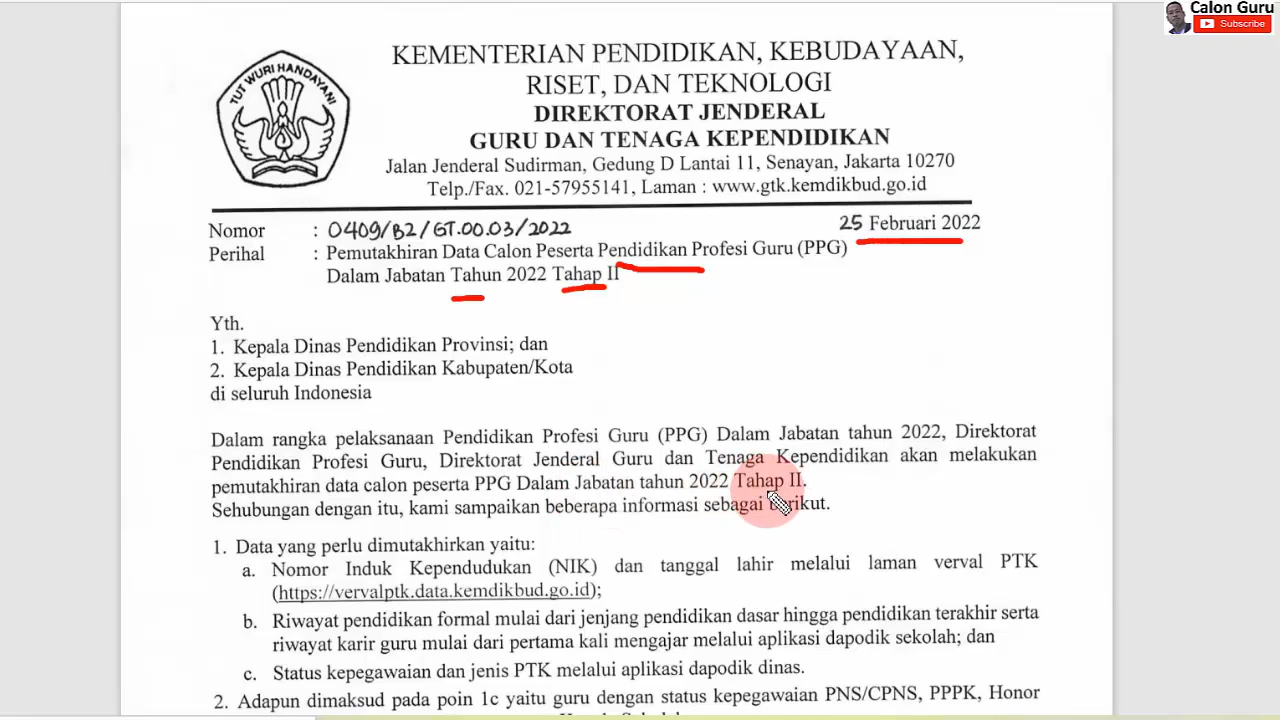 Calon Guru
Subscribe
TUT WURI HANDAYANI
KEMENTERIAN PENDIDIKAN, KEBUDAYAAN,
RISET, DAN TEKNOLOGI
DIREKTORAT JENDERAL
GURU DAN TENAGA KEPENDIDIKAN
Jalan Jenderal Sudirman, Gedung D Lantai 11, Senayan, Jakarta 10270
Telp./Fax. 021-57955141, Laman : www.gtk.kemdikbud.go.id
Nomor : 0409/B2/GT.00.03/2022 25 Februari 2022
Perihal : Pemutakhiran Data Calon Peserta Pendidikan Profesi Guru (PPG)
Dalam Jabatan Tahun 2022 Tahap II
Yth.
1. Kepala Dinas Pendidikan Provinsi; dan
2. Kepala Dinas Pendidikan Kabupaten/Kota
di seluruh Indonesia
Dalam rangka pelaksanaan Pendidikan Profesi Guru (PPG) Dalam Jabatan tahun 2022, Direktorat
Pendidikan Profesi Guru, Direktorat Jenderal Guru dan Tenaga Kependidikan akan melakukan
pemutakhiran data calon peserta PPG Dalam Jabatan tahun 2022 Tahap II.
Sehubungan dengan itu, kami sampaikan beberapa informasi sebagai berikut.
1. Data yang perlu dimutakhirkan yaitu:
a. Nomor Induk Kependudukan (NIK) dan tanggal lahir melalui laman verval PTK
(https://vervalptk.data.kemdikbud.go.id);
b. Riwayat pendidikan formal mulai dari jenjang pendidikan dasar hingga pendidikan terakhir serta
riwayat karir guru mulai dari pertama kali mengajar melalui aplikasi dapodik sekolah; dan
c. Status kepegawaian dan jenis PTK melalui aplikasi dapodik dinas.
2. Adapun dimaksud pada poin 1c yaitu guru dengan status kepegawaian PNS/CPNS, PPPK, Honor